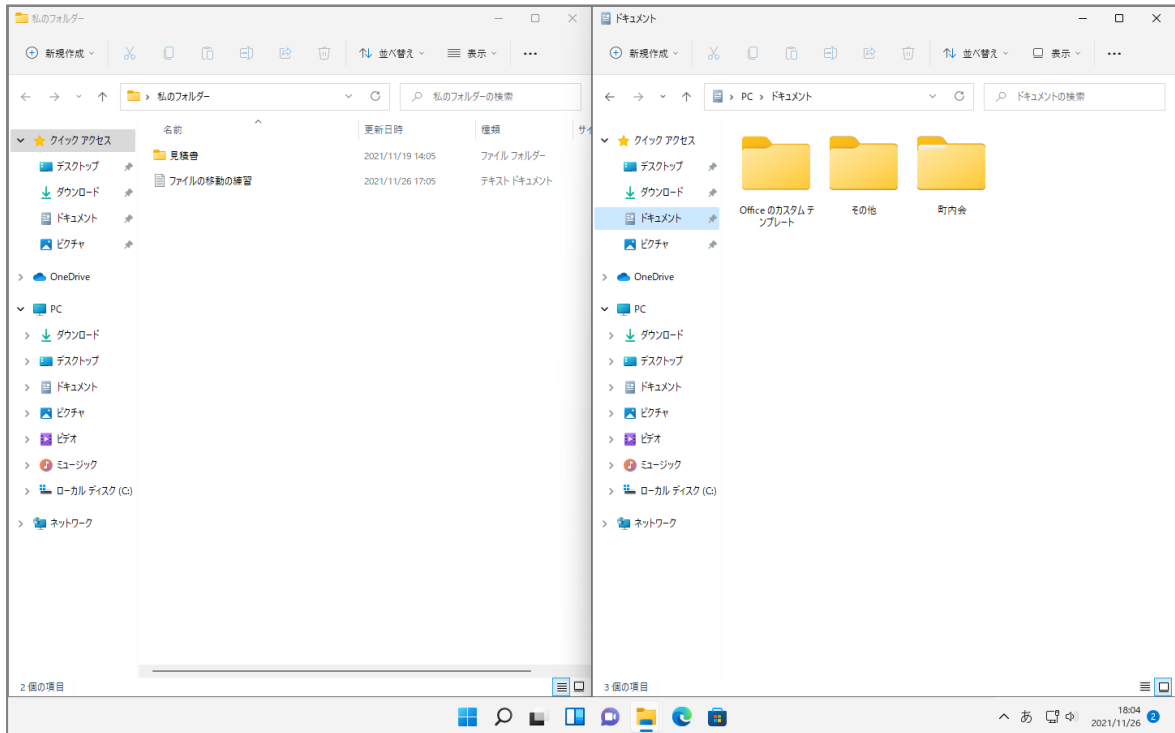 私のフォルダー
新規作成
並べ替え
表示
私のフォルダー
私のフォルダーの検索
クイック アクセス
デスクトップ
ダウンロード
ドキュメント
ピクチャ
OneDrive
PC
ダウンロード
デスクトップ
ドキュメント
ピクチャ
ビデオ
ミュージック
ローカル ディスク (C:)
ネットワーク
名前 更新日時 種類 サイ
見積書 2021/11/19 14:05 ファイル フォルダー
ファイルの移動の練習 2021/11/26 17:05 テキスト ドキュメント
2 個の項目
ドキュメント
新規作成
並べ替え
表示
PC › ドキュメント
ドキュメントの検索
クイック アクセス
デスクトップ
ダウンロード
ドキュメント
ピクチャ
OneDrive
PC
ダウンロード
デスクトップ
ドキュメント
ピクチャ
ビデオ
ミュージック
ローカル ディスク (C:)
ネットワーク
Office のカスタム テ
ンプレート
その他
町内会
3 個の項目
あ
18:04
2021/11/26
2